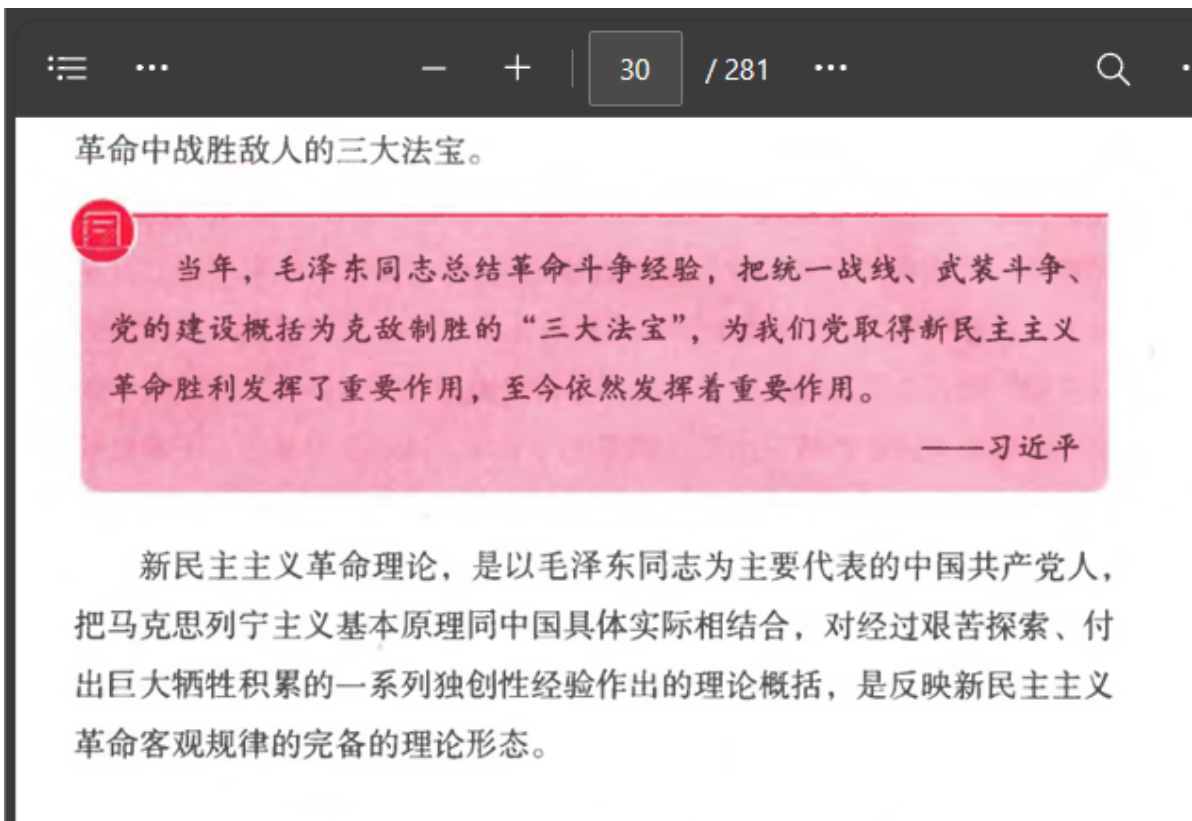 30 / 281
革命中战胜敌人的三大法宝。
当年，毛泽东同志总结革命斗争经验，把统一战线、武装斗争、
党的建设概括为克敌制胜的“三大法宝”，为我们党取得新民主主义
革命胜利发挥了重要作用，至今依然发挥着重要作用。
——习近平
新民主主义革命理论，是以毛泽东同志为主要代表的中国共产党人，
把马克思列宁主义基本原理同中国具体实际相结合，对经过艰苦探索、付
出巨大牺牲积累的一系列独创性经验作出的理论概括，是反映新民主主义
革命客观规律的完备的理论形态。